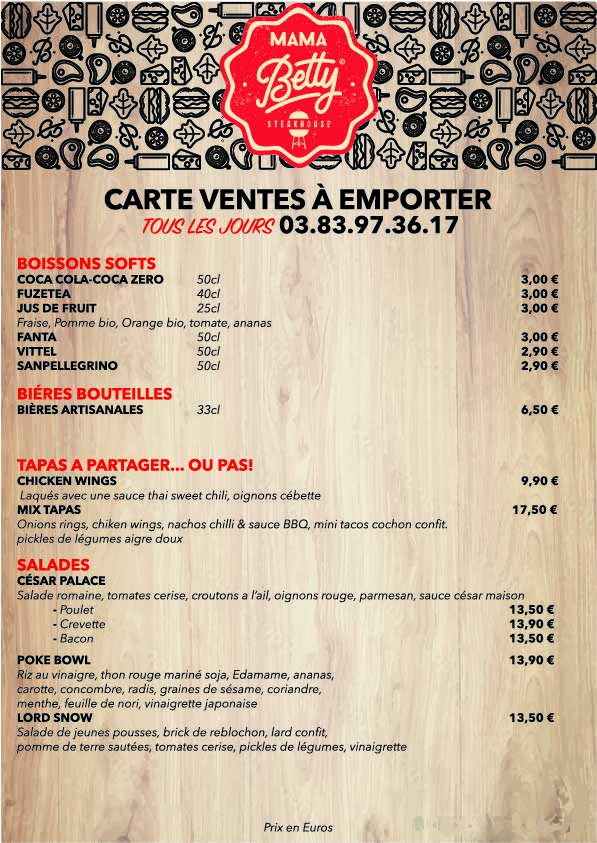 MAMA
Betty
STEAKHOUSE
CARTE VENTES À EMPORTER
TOUS LES JOURS 03.83.97.36.17
BOISSONS SOFTS
COCA COLA-COCA ZERO 50cl 3,00 €
FUZETEA 40cl 3,00 €
JUS DE FRUIT 25cl 3,00 €
Fraise, Pomme bio, Orange bio, tomate, ananas
FANTA 50cl 3,00 €
VITTEL 50cl 2,90 €
SANPELLEGRINO 50cl 2,90 €
BIÉRES BOUTEILLES
BIÈRES ARTISANALES 33cl 6,50 €
TAPAS A PARTAGER... OU PAS!
CHICKEN WINGS 9,90 €
Laqués avec une sauce thai sweet chili, oignons cébette
MIX TAPAS 17,50 €
Onions rings, chiken wings, nachos chilli & sauce BBQ, mini tacos cochon confit.
pickles de légumes aigre doux
SALADES
CÉSAR PALACE
Salade romaine, tomates cerise, croutons a l'ail, oignons rouge, parmesan, sauce césar maison
- Poulet 13,50 €
- Crevette 13,90 €
- Bacon 13,50 €
POKE BOWL 13,90 €
Riz au vinaigre, thon rouge mariné soja, Edamame, ananas,
carotte, concombre, radis, graines de sésame, coriandre,
menthe, feuille de nori, vinaigrette japonaise
LORD SNOW 13,50 €
Salade de jeunes pousses, brick de reblochon, lard confit,
pomme de terre sautées, tomates cerise, pickles de légumes, vinaigrette
Prix en Euros